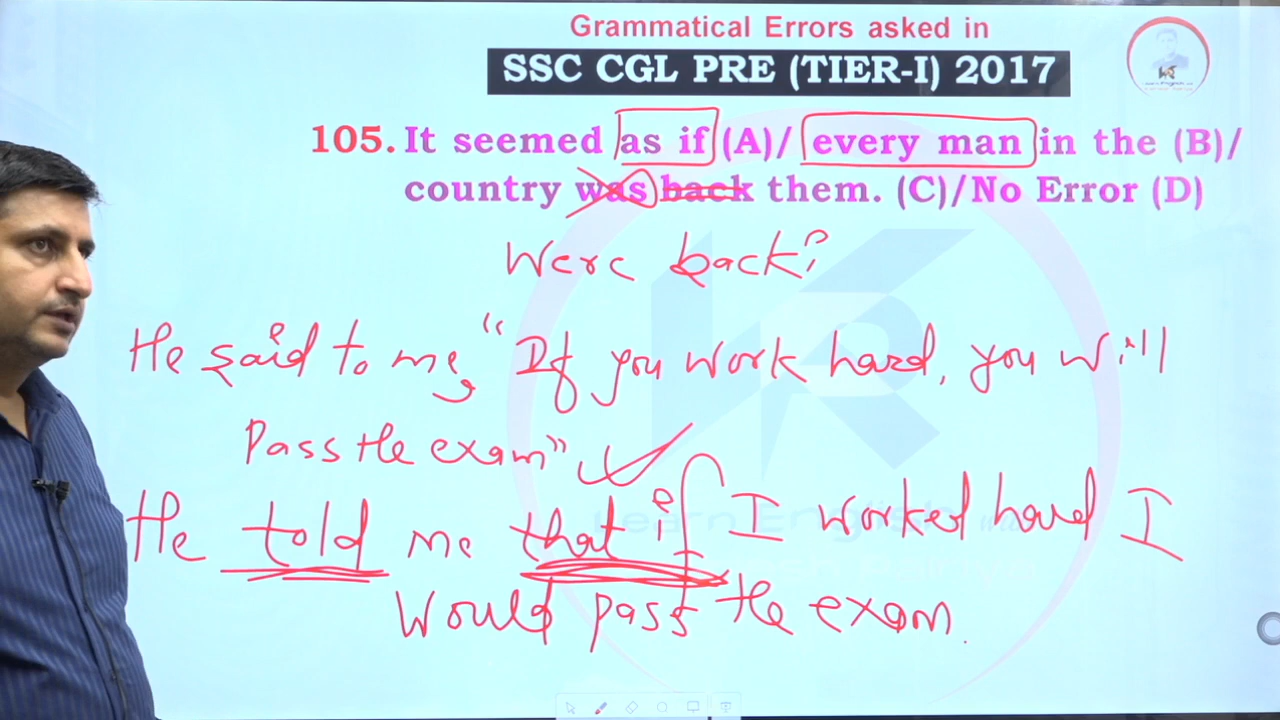 Grammatical Errors asked in
SSC CGL PRE (TIER-I) 2017
105. It seemed as if (A)/ every man in the (B)/
country was back them. (C)/No Error (D)
Were back?
He said to me, "If you work hard, you will
Pass the exam"
He told me that if I worked hard I
Would pass the exam.